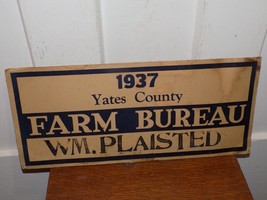 1937
Yates County
FARM BUREAU
WM. PLAISTED